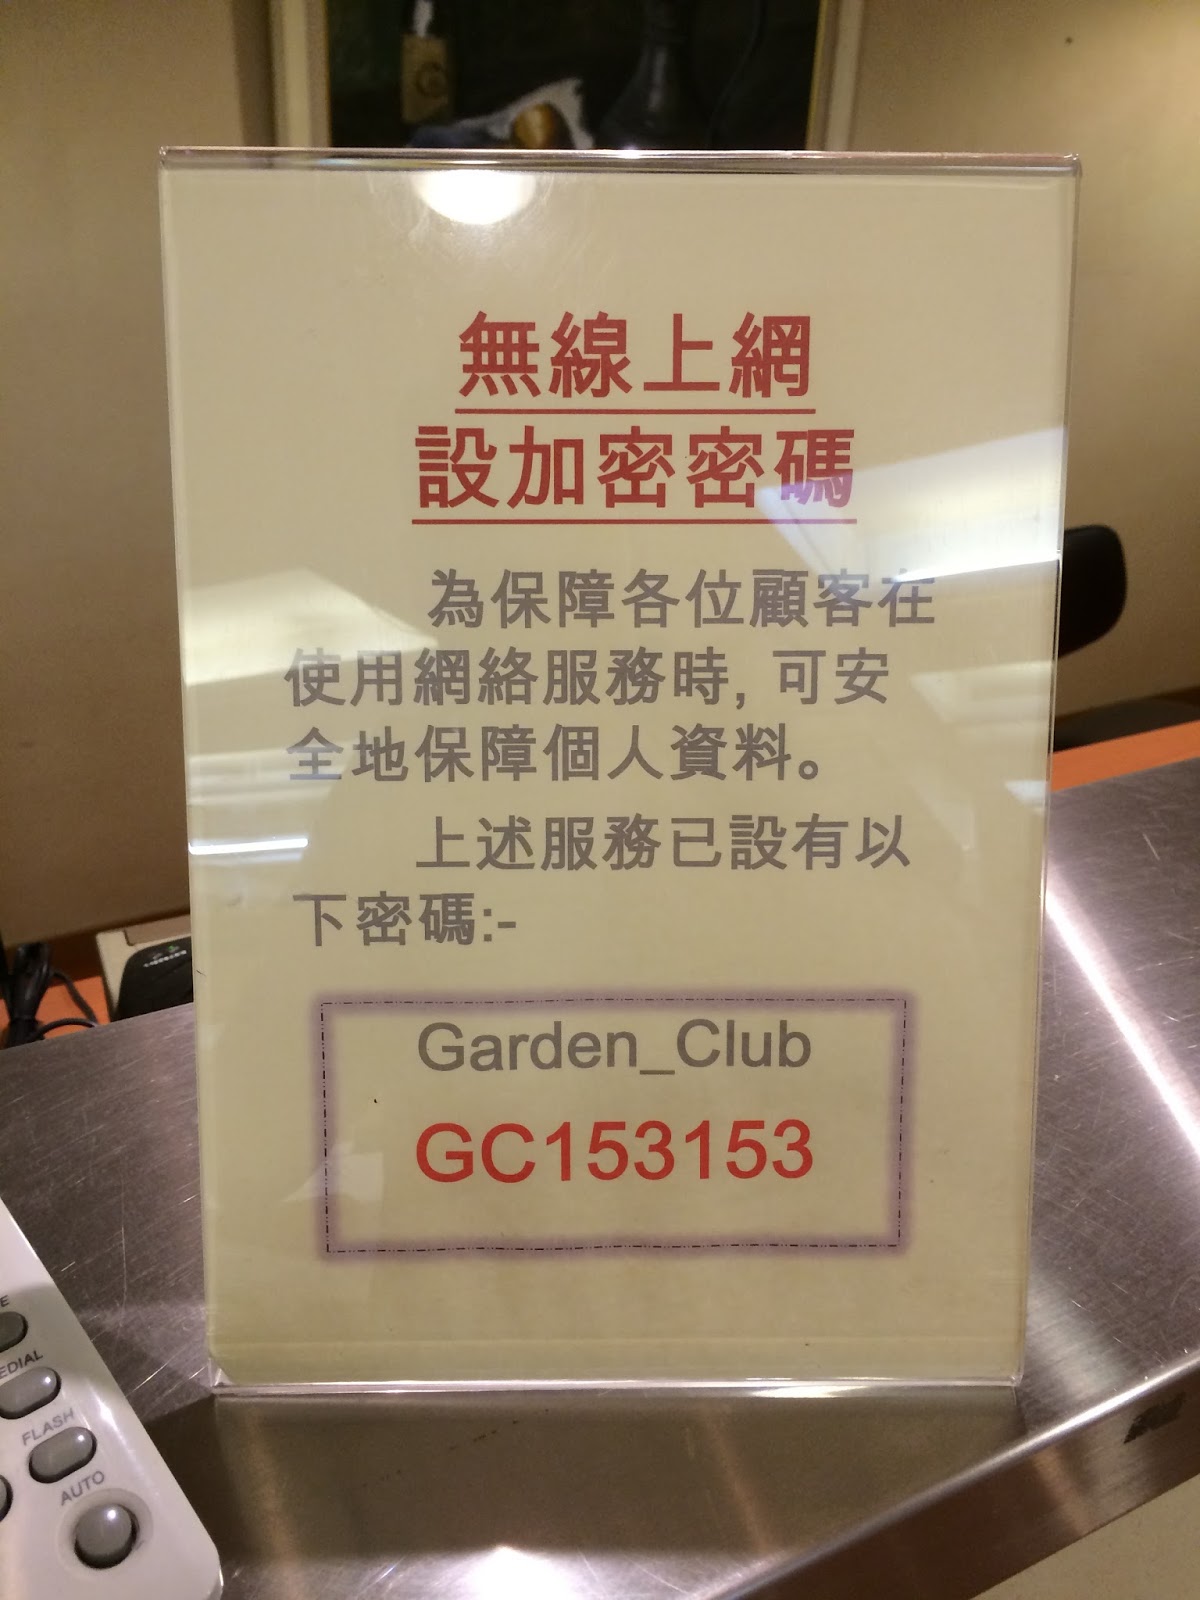 無線上網
設加密密碼
為保障各位顧客在
使用網絡服務時, 可安
全地保障個人資料。
上述服務已設有以
下密碼:-
Garden_Club
GC153153
EDIAL
FLASH
AUTO